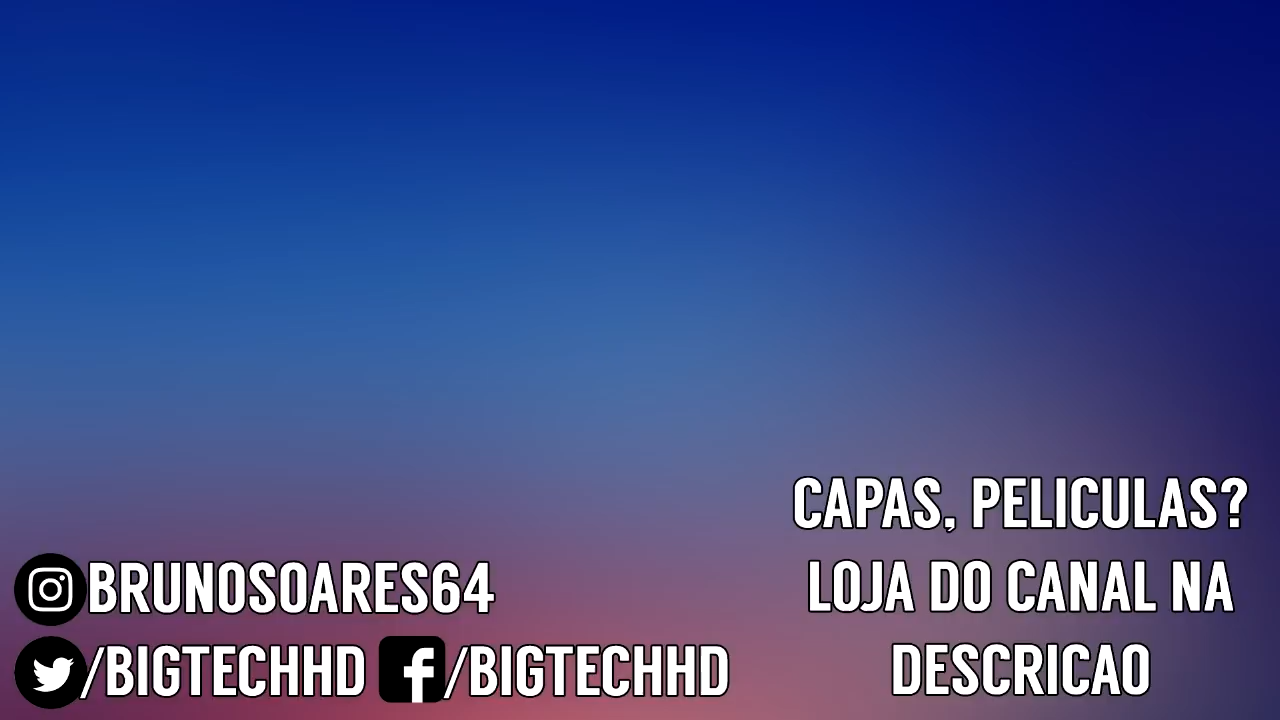 CAPAS, PELICULAS?
LOJA DO CANAL NA
DESCRICAO
BRUNOSOARES64
/BIGTECHHD /BIGTECHHD